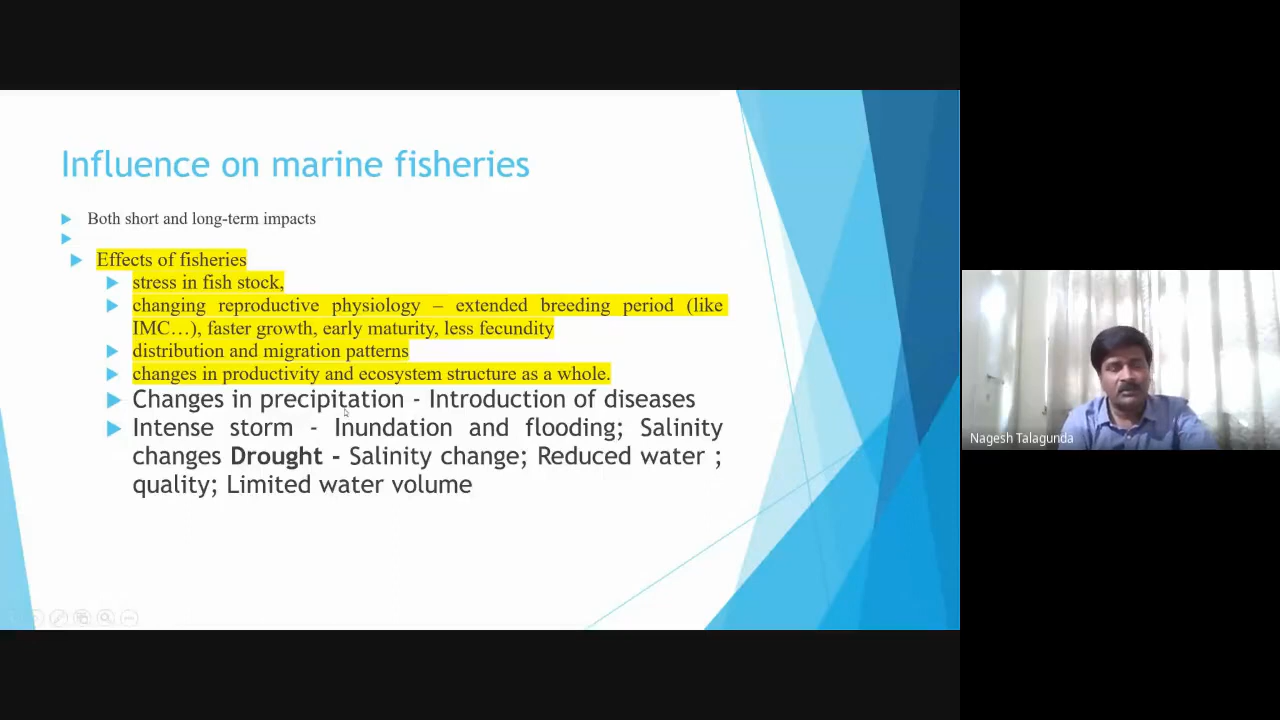 Influence on marine fisheries
Both short and long-term impacts
Effects of fisheries
stress in fish stock,
changing reproductive physiology – extended breeding period (like
IMC…), faster growth, early maturity, less fecundity
distribution and migration patterns
changes in productivity and ecosystem structure as a whole.
Changes in precipitation - Introduction of diseases
Intense storm - Inundation and flooding; Salinity
changes Drought - Salinity change; Reduced water ;
quality; Limited water volume
Nagesh Talagunda